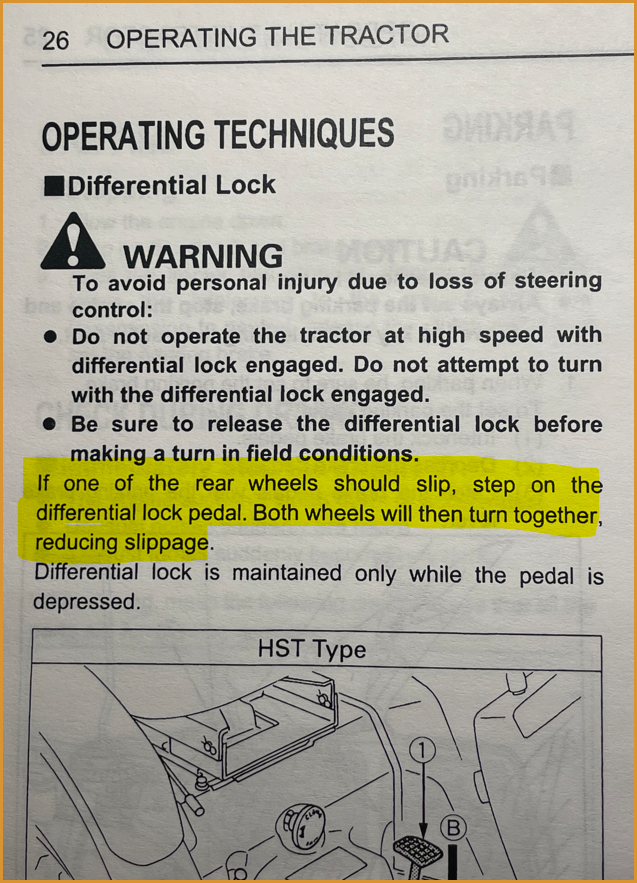 26 OPERATING THE TRACTOR
OPERATING TECHNIQUES
■Differential Lock
WARNING
To avoid personal injury due to loss of steering
control:
● Do not operate the tractor at high speed with
differential lock engaged. Do not attempt to turn
with the differential lock engaged.
● Be sure to release the differential lock before
making a turn in field conditions.
If one of the rear wheels should slip, step on the
differential lock pedal. Both wheels will then turn together,
reducing slippage.
Differential lock is maintained only while the pedal is
depressed.
HST Type
1
B